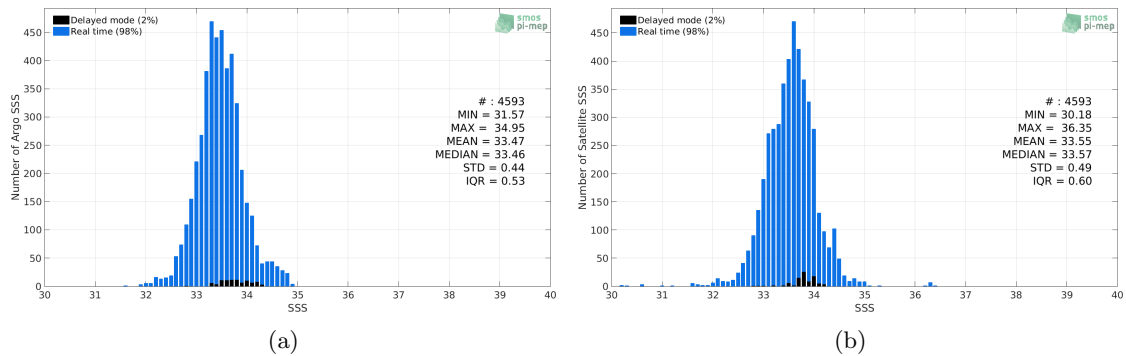 Delayed mode (2%)
Real time (98%)
smos
pi-mep
Number of Argo SSS
450
400
350
300
250
200
150
100
50
0
# : 4593
MIN = 31.57
MAX = 34.95
MEAN = 33.47
MEDIAN = 33.46
STD = 0.44
IQR = 0.53
30 31 32 33 34 35 36 37 38 39 40
SSS
(a)
Delayed mode (2%)
Real time (98%)
smos
pi-mep
Number of Satellite SSS
450
400
350
300
250
200
150
100
50
0
# : 4593
MIN = 30.18
MAX = 36.35
MEAN = 33.55
MEDIAN = 33.57
STD = 0.49
IQR = 0.60
30 31 32 33 34 35 36 37 38 39 40
SSS
(b)